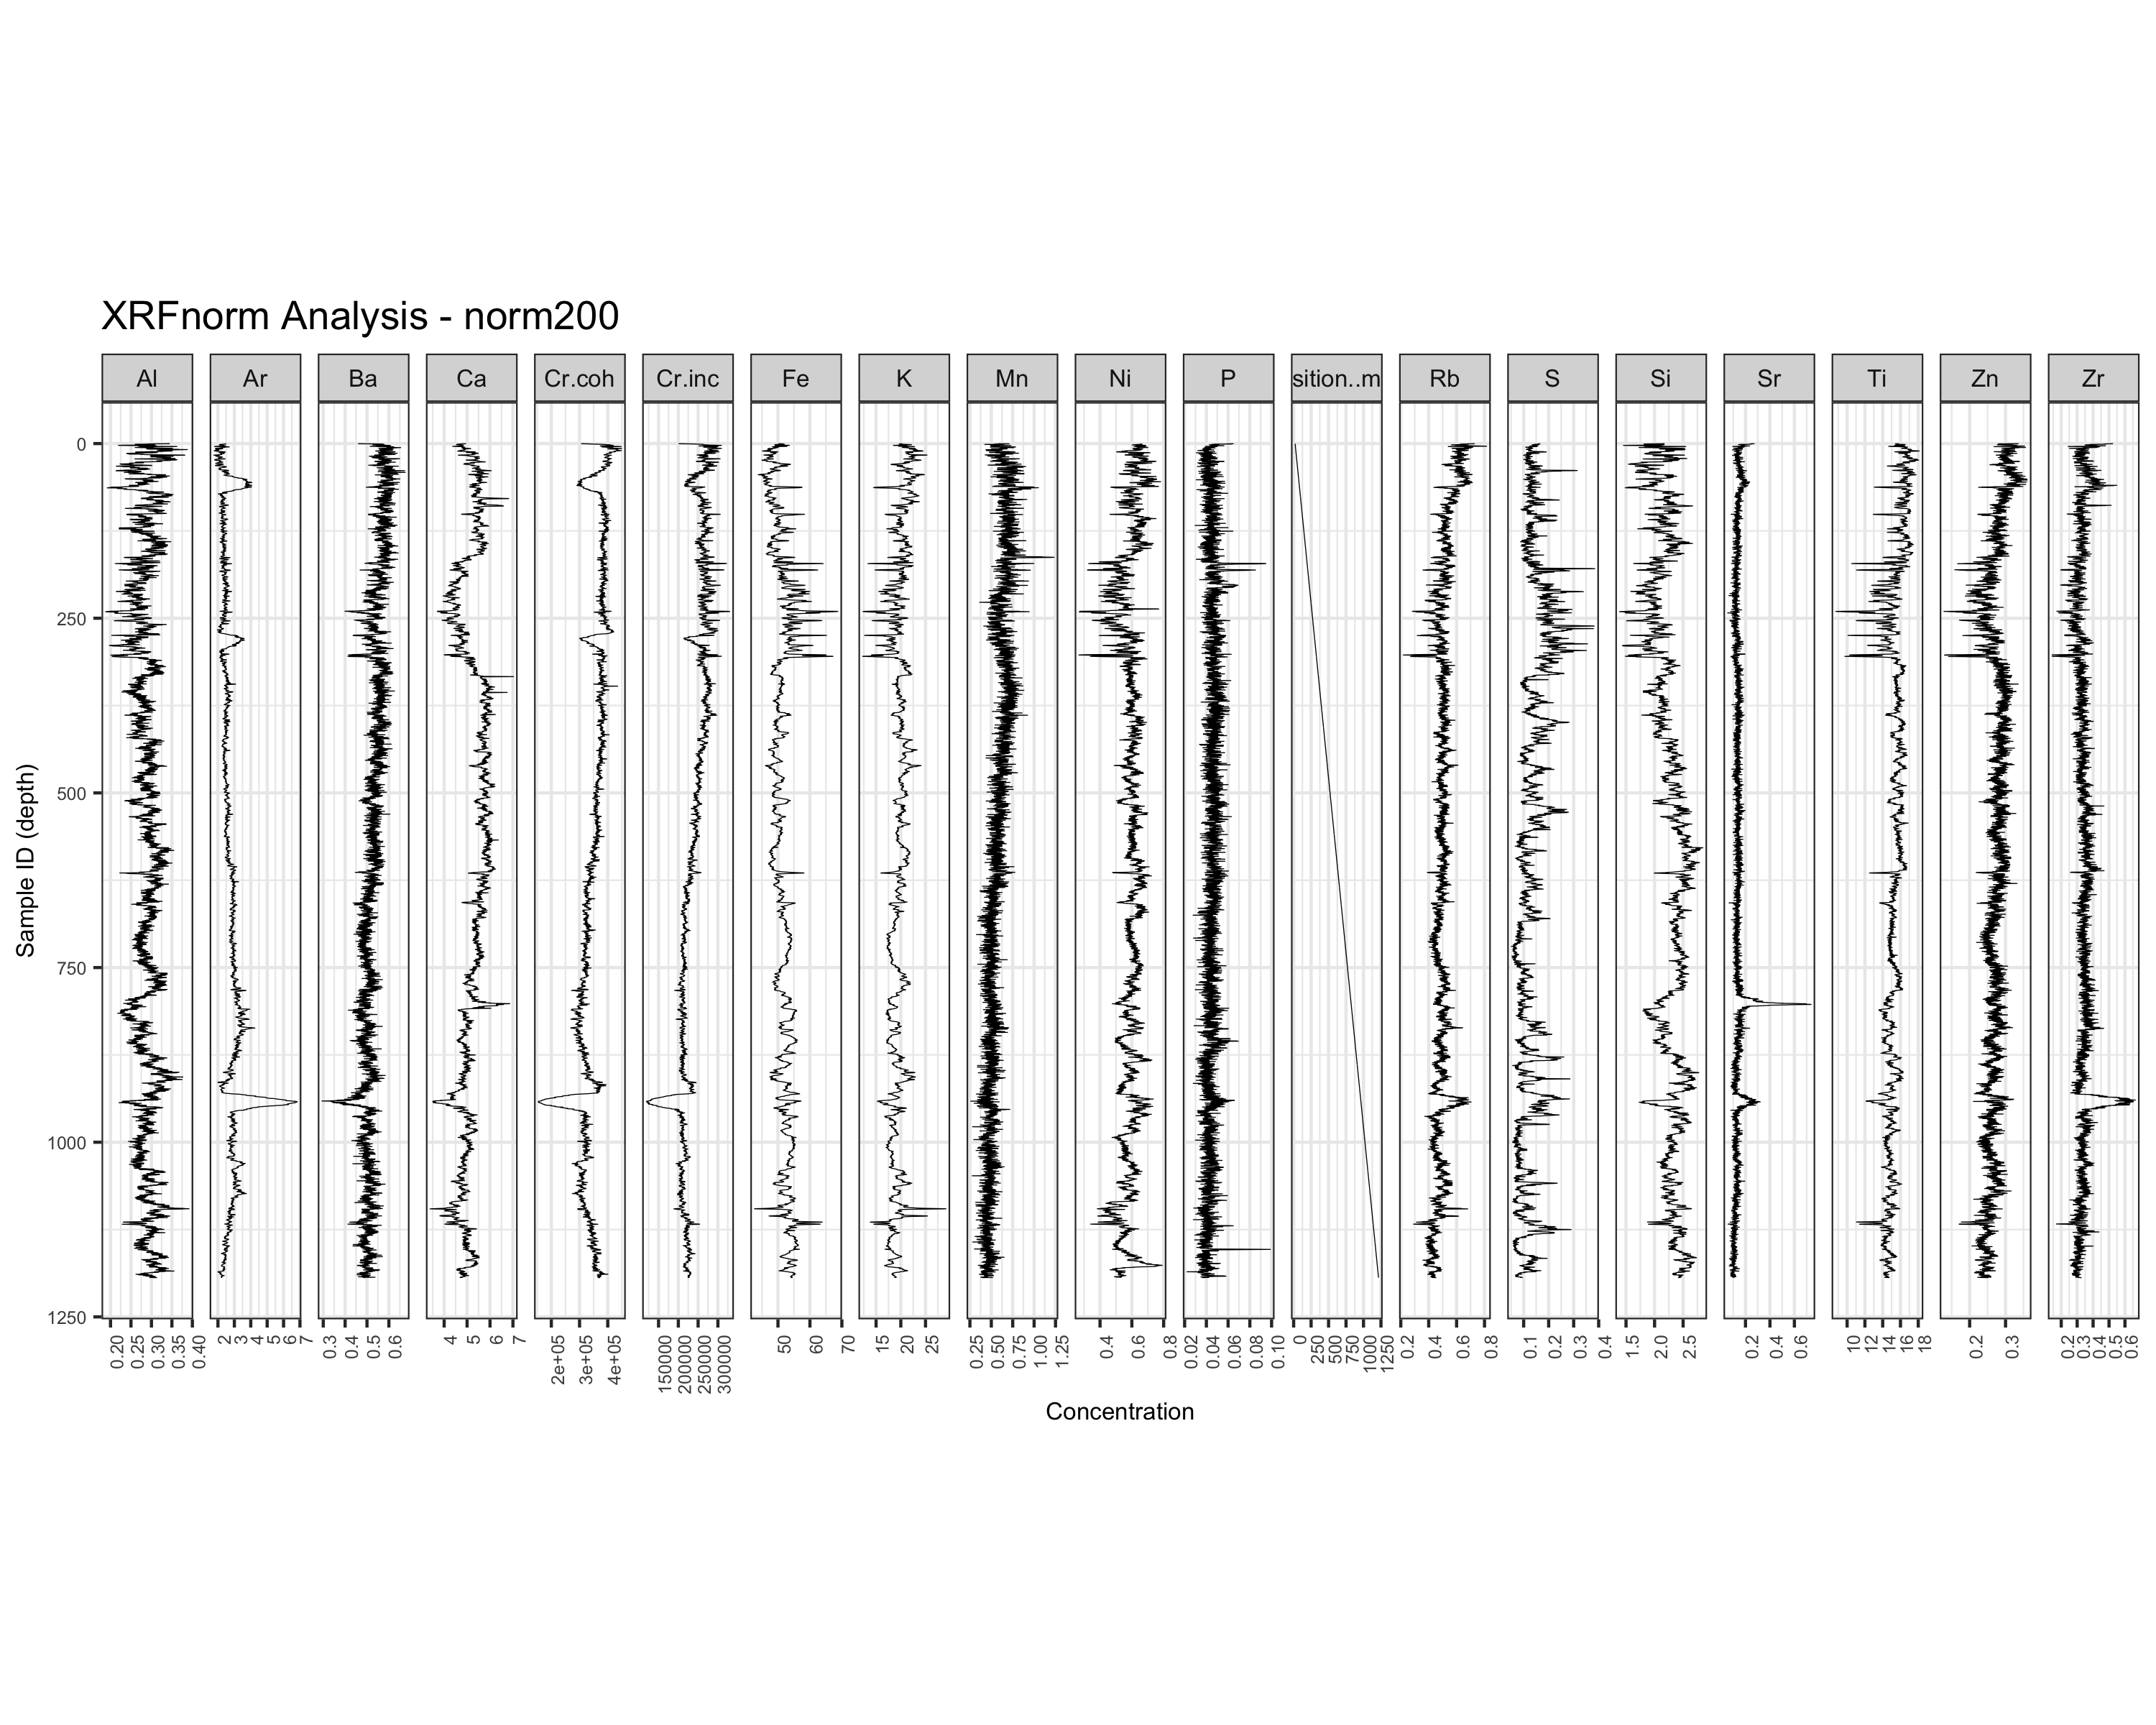 XRFnorm Analysis - norm200
Al Ar Ba Ca Cr.coh Cr.inc Fe K Mn Ni P sition..m Rb S Si Sr Ti Zn Zr
0
250
500
750
1000
1250
Sample ID (depth)
0.20 0.25 0.30 0.35 0.40 2 3 4 5 6 7 0.3 0.4 0.5 0.6 4 5 6 7 2e+05 3e+05 4e+05 150000 200000 250000 300000 50 60 70 15 20 25 0.25 0.50 0.75 1.00 1.25 0.4 0.6 0.8 0.02 0.04 0.06 0.08 0.10 0 250 500 750 1000 1250 0.2 0.4 0.6 0.8 0.1 0.2 0.3 0.4 1.5 2.0 2.5 0.2 0.4 0.6 10 12 14 16 18 0.2 0.3 0.2 0.3 0.4 0.5 0.6
Concentration